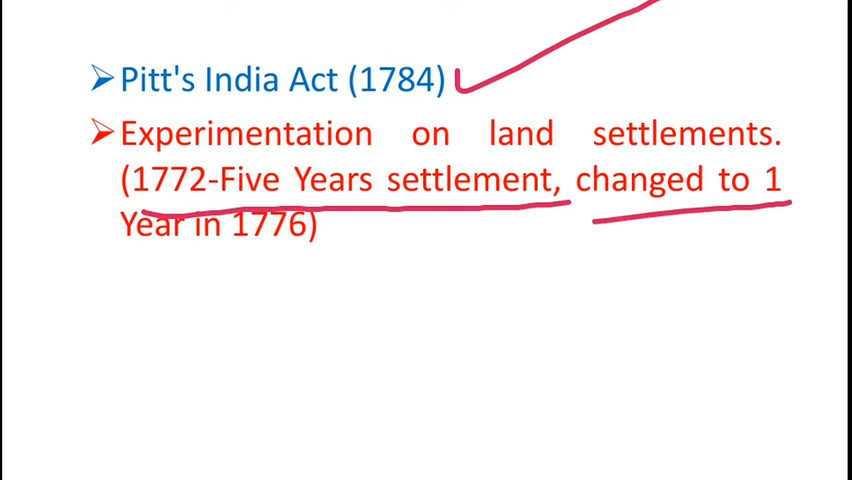 ➢Pitt's India Act (1784)
➢Experimentation on land settlements.
(1772-Five Years settlement, changed to 1
Year in 1776)